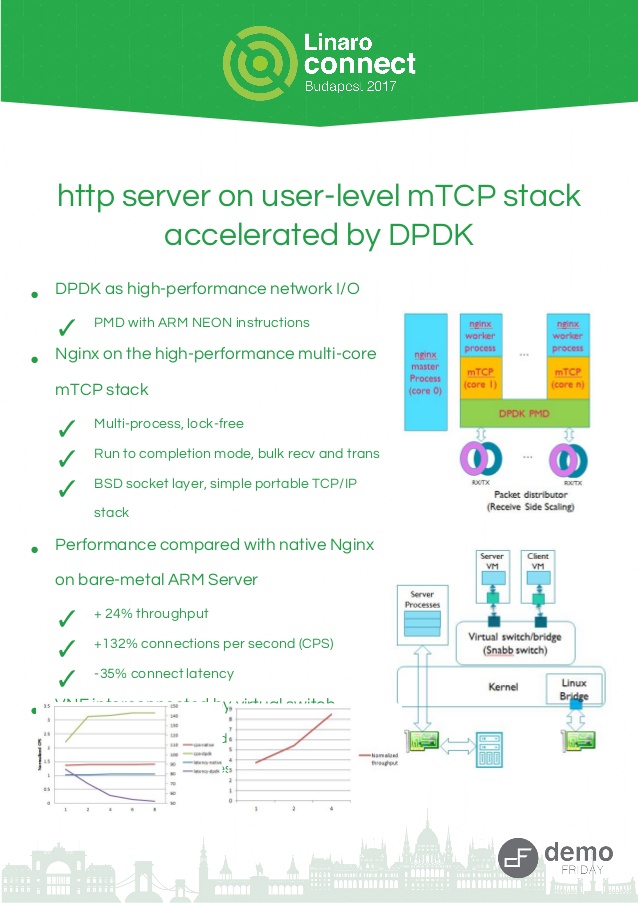 Linaro
connect
Budapest 2017
http server on user-level mTCP stack
accelerated by DPDK
• DPDK as high-performance network I/O
✓ PMD with ARM NEON instructions
• Nginx on the high-performance multi-core
mTCP stack
✓ Multi-process, lock-free
✓ Run to completion mode, bulk recv and trans
✓ BSD socket layer, simple portable TCP/IP
stack
• Performance compared with native Nginx
on bare-metal ARM Server
✓ + 24% throughput
✓ +132% connections per second (CPS)
✓ -35% connect latency
• VNF interconnected by virtual switch
nginx
master
Process
(core 0)
nginx
worker
process
mTCP
(core 1)
...
nginx
worker
process
mTCP
(core n)
DPDK PMD
...
RX/TX
RX/TX
Packet distributor
(Receive Side Scaling)
Server
VM
Client
VM
Server
Processes
Virtual switch/bridge
(Snabb switch)
Kernel
Linux
Bridge
Normalized CPS
3.5
3
2.5
2
1.5
1
0.5
0
150
140
130
120
110
100
90
80
70
60
50
1 2 4 6 8
cps-native
cps-dpdk
latency-native
latency-dpdk
9
8
7
6
5
4
3
2
1
0
1 2 4
Normalized
throughput
demo
FRIDAY